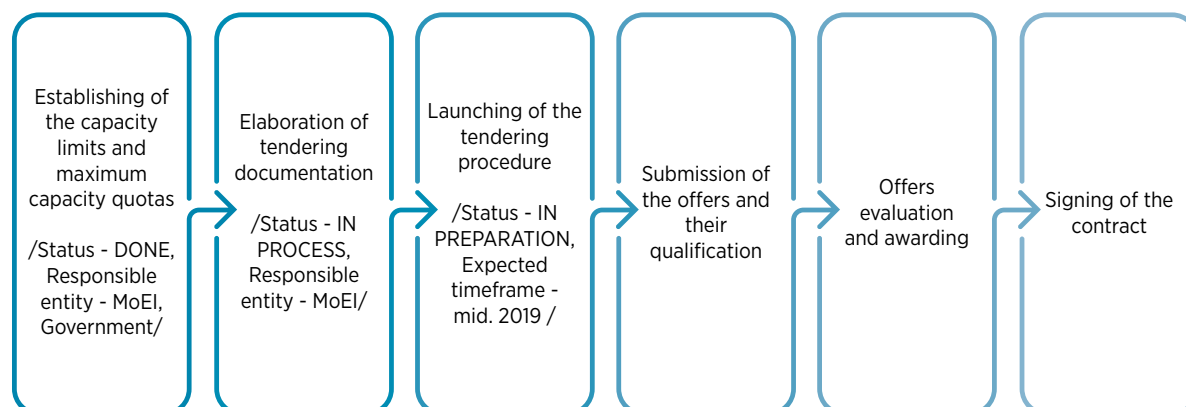 Establishing of
the capacity
limits and
maximum
capacity quotas
/Status - DONE,
Responsible
entity - MoEI,
Government/
Elaboration of
tendering
documentation
/Status - IN
PROCESS,
Responsible
entity - MoEI/
Launching of the
tendering
procedure
/Status - IN
PREPARATION,
Expected
timeframe -
mid. 2019 /
Submission of
the offers and
their
qualification
Offers
evaluation
and awarding
Signing of the
contract